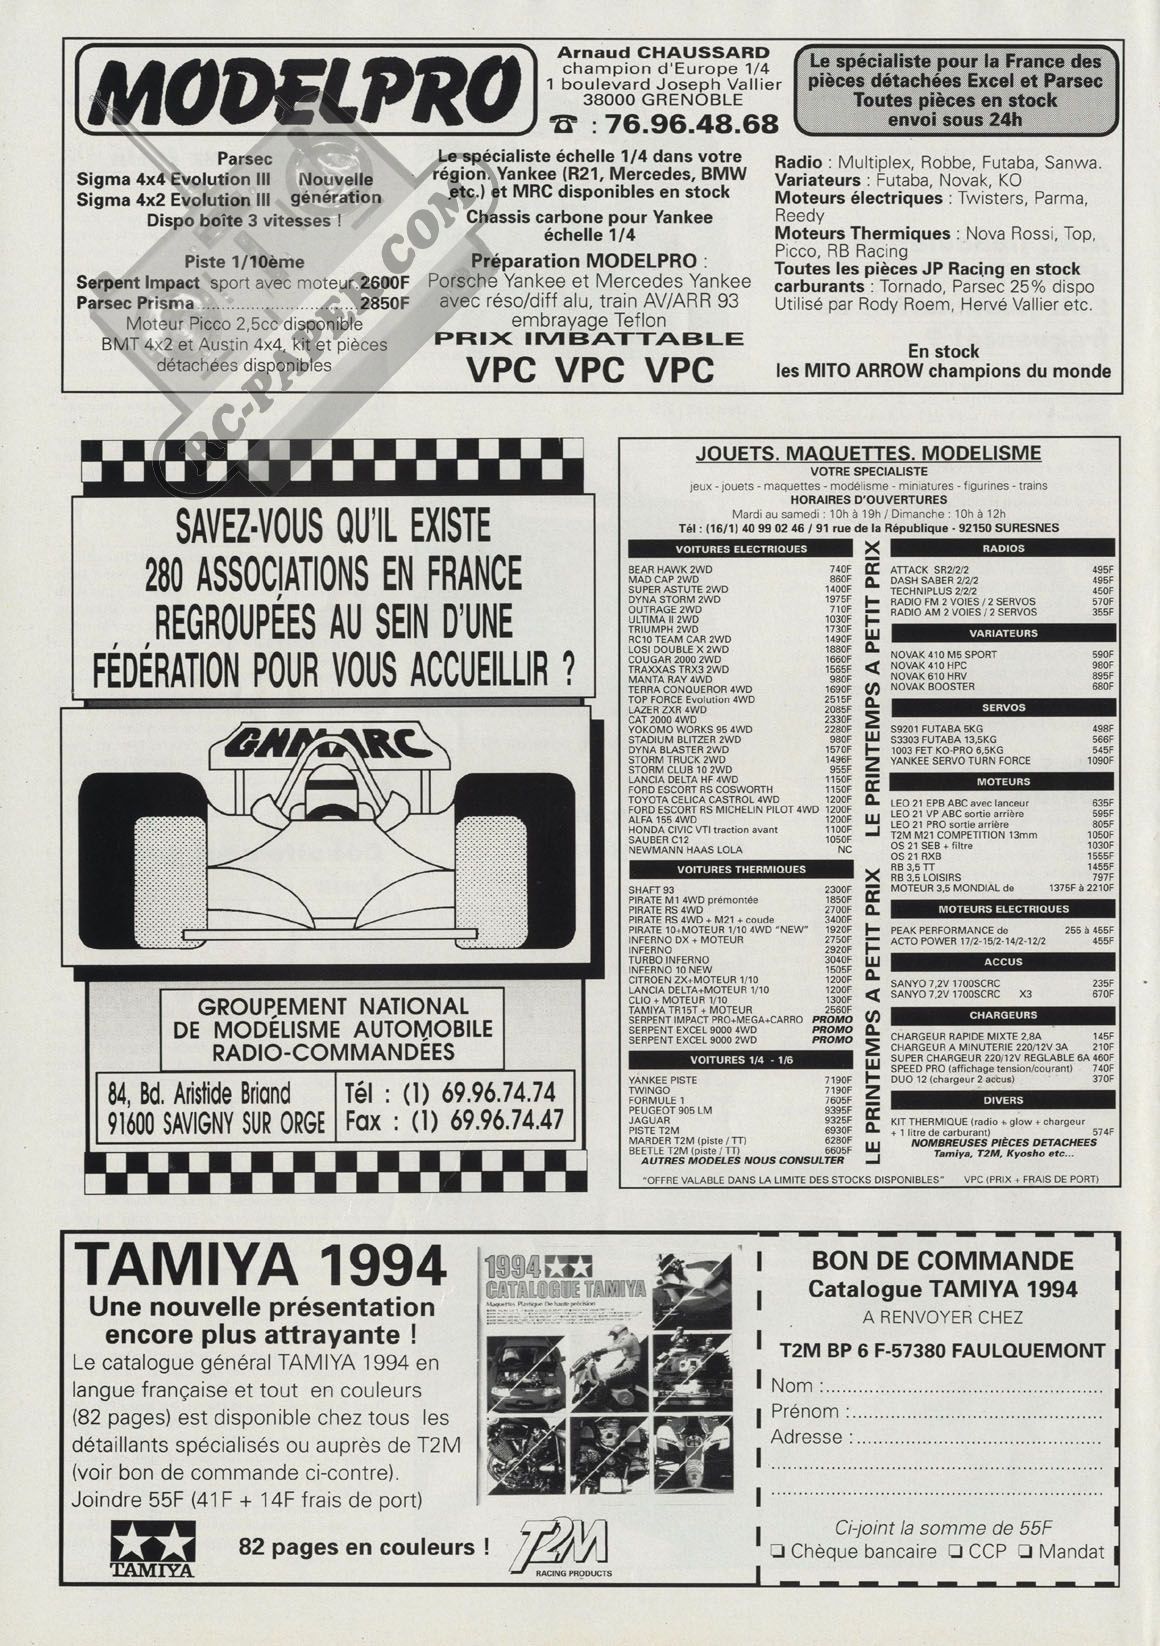 MODELPRO
Arnaud CHAUSSARD
champion d'Europe 1/4
1 boulevard Joseph Vallier
38000 GRENOBLE
☎ : 76.96.48.68
Le spécialiste pour la France des
pièces détachées Excel et Parsec
Toutes pièces en stock
envoi sous 24h
Parsec
Sigma 4x4 Evolution III
Sigma 4x2 Evolution III
Nouvelle
génération
Dispo boîte 3 vitesses !
Piste 1/10ème
Serpent Impact sport avec moteur.2600F
Parsec Prisma ........................2850F
Moteur Picco 2,5cc disponible
BMT 4x2 et Austin 4x4, kit et pièces
détachées disponibles
Le spécialiste échelle 1/4 dans votre
région. Yankee (R21, Mercedes, BMW
etc.) et MRC disponibles en stock
Chassis carbone pour Yankee
échelle 1/4
Préparation MODELPRO :
Porsche Yankee et Mercedes Yankee
avec réso/diff alu, train AV/ARR 93
embrayage Teflon
PRIX IMBATTABLE
VPC VPC VPC
Radio : Multiplex, Robbe, Futaba, Sanwa.
Variateurs : Futaba, Novak, KO
Moteurs électriques : Twisters, Parma,
Reedy
Moteurs Thermiques : Nova Rossi, Top,
Picco, RB Racing
Toutes les pièces JP Racing en stock
carburants : Tornado, Parsec 25% dispo
Utilisé par Rody Roem, Hervé Vallier etc.
En stock
les MITO ARROW champions du monde
RC-PAPER.COM
SAVEZ-VOUS QU'IL EXISTE
280 ASSOCIATIONS EN FRANCE
REGROUPÉES AU SEIN D'UNE
FÉDÉRATION POUR VOUS ACCUEILLIR ?
GNMARC
GROUPEMENT NATIONAL
DE MODÉLISME AUTOMOBILE
RADIO-COMMANDÉES
84, Bd. Aristide Briand
91600 SAVIGNY SUR ORGE
Tél : (1) 69.96.74.74
Fax : (1) 69.96.74.47
JOUETS. MAQUETTES. MODELISME
VOTRE SPECIALISTE
jeux - jouets - maquettes - modélisme - miniatures - figurines - trains
HORAIRES D'OUVERTURES
Mardi au samedi : 10h à 19h / Dimanche : 10h à 12h
Tél : (16/1) 40 99 02 46 / 91 rue de la République - 92150 SURESNES
VOITURES ELECTRIQUES
BEAR HAWK 2WD 740F
MAD CAP 2WD 860F
SUPER ASTUTE 2WD 1400F
DYNA STORM 2WD 1975F
OUTRAGE 2WD 710F
ULTIMA II 2WD 1030F
TRIUMPH 2WD 1730F
RC10 TEAM CAR 2WD 1490F
LOSI DOUBLE X 2WD 1880F
COUGAR 2000 2WD 1660F
TRAXXAS TRX3 2WD 1565F
MANTA RAY 4WD 980F
TERRA CONQUEROR 4WD 1690F
TOP FORCE Evolution 4WD 2515F
LAZER ZXR 4WD 2085F
CAT 2000 4WD 2330F
YOKOMO WORKS 95 4WD 2280F
STADIUM BLITZER 2WD 980F
DYNA BLASTER 2WD 1570F
STORM TRUCK 2WD 1496F
STORM CLUB 10 2WD 955F
LANCIA DELTA HF 4WD 1150F
FORD ESCORT RS COSWORTH 1150F
TOYOTA CELICA CASTROL 4WD 1200F
FORD ESCORT RS MICHELIN PILOT 4WD 1200F
ALFA 155 4WD 1200F
HONDA CIVIC VTI traction avant 1100F
SAUBER C12 1050F
NEWMANN HAAS LOLA NC
VOITURES THERMIQUES
SHAFT 93 2300F
PIRATE M1 4WD prémontée 1850F
PIRATE RS 4WD 2700F
PIRATE RS 4WD + M21 + coude 3400F
PIRATE 10+MOTEUR 1/10 4WD "NEW" 1920F
INFERNO DX + MOTEUR 2750F
INFERNO 2920F
TURBO INFERNO 3040F
INFERNO 10 NEW 1505F
CITROEN ZX+MOTEUR 1/10 1200F
LANCIA DELTA+MOTEUR 1/10 1200F
CLIO + MOTEUR 1/10 1300F
TAMIYA TR15T + MOTEUR 2560F
SERPENT IMPACT PRO+MEGA+CARRO PROMO
SERPENT EXCEL 9000 4WD PROMO
SERPENT EXCEL 9000 2WD PROMO
VOITURES 1/4 - 1/6
YANKEE PISTE 7190F
TWINGO 7190F
FORMULE 1 7605F
PEUGEOT 905 LM 9395F
JAGUAR 9325F
PISTE T2M 6930F
MARDER T2M (piste / TT) 6280F
BEETLE T2M (piste / TT) 6605F
AUTRES MODELES NOUS CONSULTER
LE PRINTEMPS A PETIT PRIX LE PRINTEMPS A PETIT PRIX
RADIOS
ATTACK SR2/2/2 495F
DASH SABER 2/2/2 495F
TECHNIPLUS 2/2/2 450F
RADIO FM 2 VOIES / 2 SERVOS 570F
RADIO AM 2 VOIES / 2 SERVOS 355F
VARIATEURS
NOVAK 410 M5 SPORT 590F
NOVAK 410 HPC 980F
NOVAK 610 HRV 895F
NOVAK BOOSTER 680F
SERVOS
S9201 FUTABA 5KG 498F
S3303 FUTABA 13,5KG 566F
1003 FET KO-PRO 6,5KG 545F
YANKEE SERVO TURN FORCE 1090F
MOTEURS
LEO 21 EPB ABC avec lanceur 635F
LEO 21 VP ABC sortie arrière 595F
LEO 21 PRO sortie arrière 805F
T2M M21 COMPETITION 13mm 1050F
OS 21 SEB + filtre 1030F
OS 21 RXB 1555F
RB 3,5 TT 1455F
RB 3,5 LOISIRS 797F
MOTEUR 3,5 MONDIAL de 1375F à 2210F
MOTEURS ELECTRIQUES
PEAK PERFORMANCE de 255 à 455F
ACTO POWER 17/2-15/2-14/2-12/2 455F
ACCUS
SANYO 7,2V 1700SCRC 235F
SANYO 7,2V 1700SCRC X3 670F
CHARGEURS
CHARGEUR RAPIDE MIXTE 2,8A 145F
CHARGEUR A MINUTERIE 220/12V 3A 210F
SUPER CHARGEUR 220/12V REGLABLE 6A 460F
SPEED PRO (affichage tension/courant) 740F
DUO 12 (chargeur 2 accus) 370F
DIVERS
KIT THERMIQUE (radio + glow + chargeur
+ 1 litre de carburant) 574F
NOMBREUSES PIÈCES DETACHEES
Tamiya, T2M, Kyosho etc...
"OFFRE VALABLE DANS LA LIMITE DES STOCKS DISPONIBLES" VPC (PRIX + FRAIS DE PORT)
TAMIYA 1994
Une nouvelle présentation
encore plus attrayante !
Le catalogue général TAMIYA 1994 en
langue française et tout en couleurs
(82 pages) est disponible chez tous les
détaillants spécialisés ou auprès de T2M
(voir bon de commande ci-contre).
Joindre 55F (41F + 14F frais de port)
TAMIYA
82 pages en couleurs !
T2M
RACING PRODUCTS
1994
CATALOGUE TAMIYA
Maquettes Plastique De haute précision
BON DE COMMANDE
Catalogue TAMIYA 1994
A RENVOYER CHEZ
T2M BP 6 F-57380 FAULQUEMONT
Nom :
Prénom :
Adresse :
Ci-joint la somme de 55F
❏ Chèque bancaire ❏ CCP ❏ Mandat